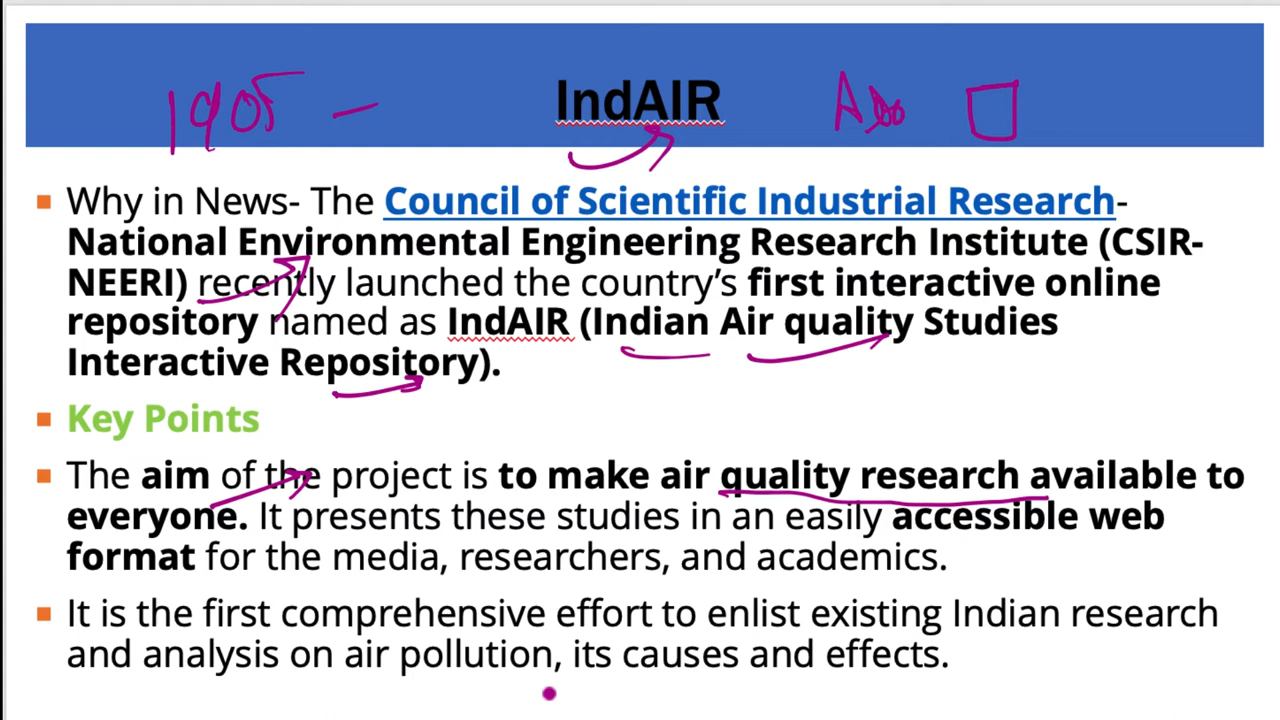 1905 –
IndAIR
Why in News- The Council of Scientific Industrial Research-
National Environmental Engineering Research Institute (CSIR-
NEERI) recently launched the country's first interactive online
repository named as IndAIR (Indian Air quality Studies
Interactive Repository).
Key Points
The aim of the project is to make air quality research available to
everyone. It presents these studies in an easily accessible web
format for the media, researchers, and academics.
It is the first comprehensive effort to enlist existing Indian research
and analysis on air pollution, its causes and effects.